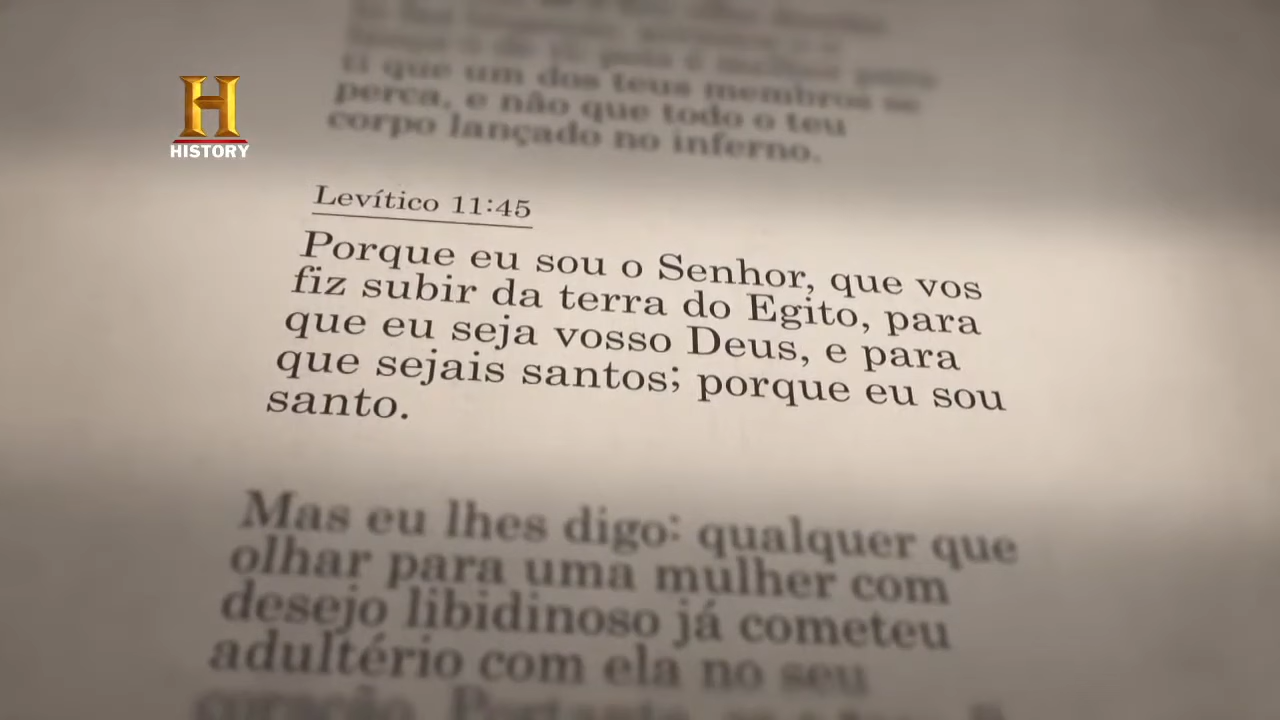 ti que um dos teus membros se
perca, e não que todo o teu
corpo lançado no inferno.
HISTORY
Levítico 11:45
Porque eu sou o Senhor, que vos
fiz subir da terra do Egito, para
que eu seja vosso Deus, e para
que sejais santos; porque eu sou
santo.
Mas eu lhes digo: qualquer que
olhar para uma mulher com
desejo libidinoso já cometeu
adultério com ela no seu
coração. Portanto,